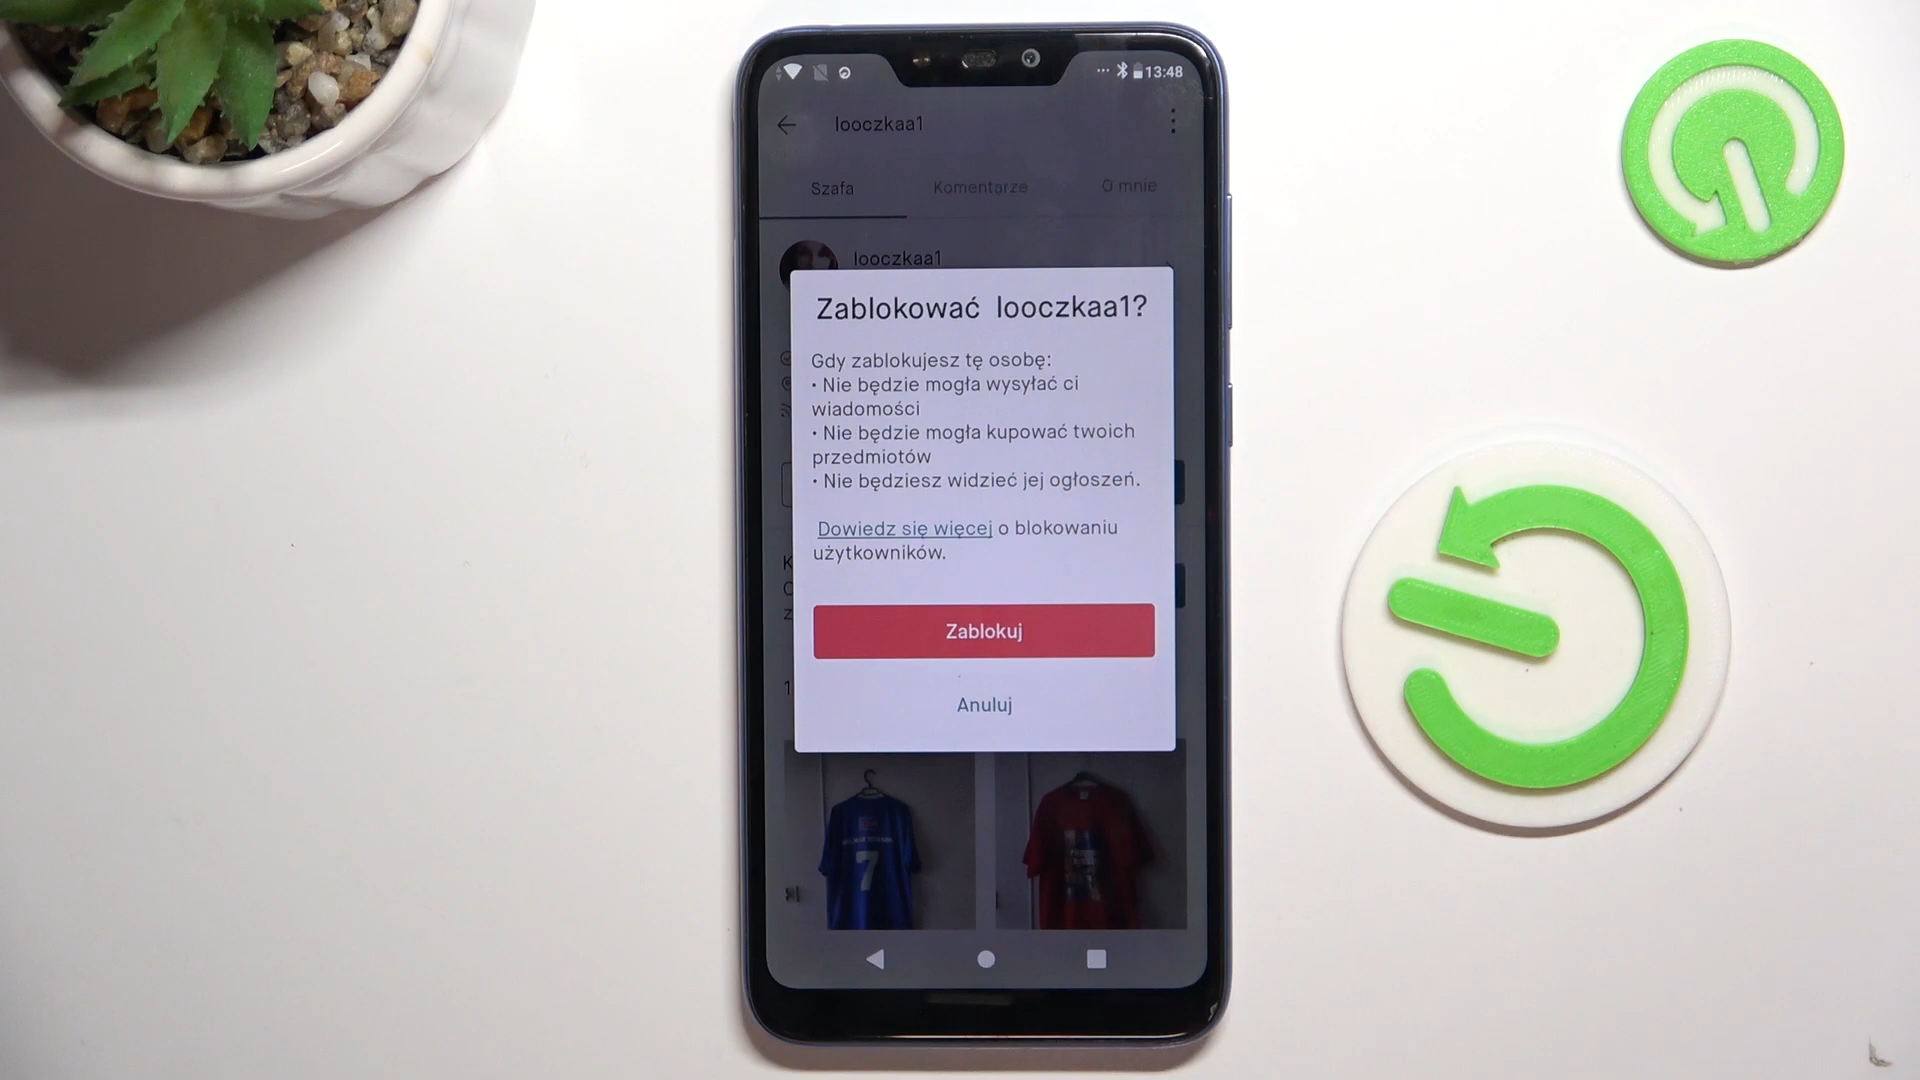 13:48
looczkaa1
Szafa Komentarze O mnie
looczkaa1
Zablokować looczkaa1?
Gdy zablokujesz tę osobę:
• Nie będzie mogła wysyłać ci
wiadomości
• Nie będzie mogła kupować twoich
przedmiotów
• Nie będziesz widzieć jej ogłoszeń.
Dowiedz się więcej o blokowaniu
użytkowników.
Zablokuj
Anuluj
7